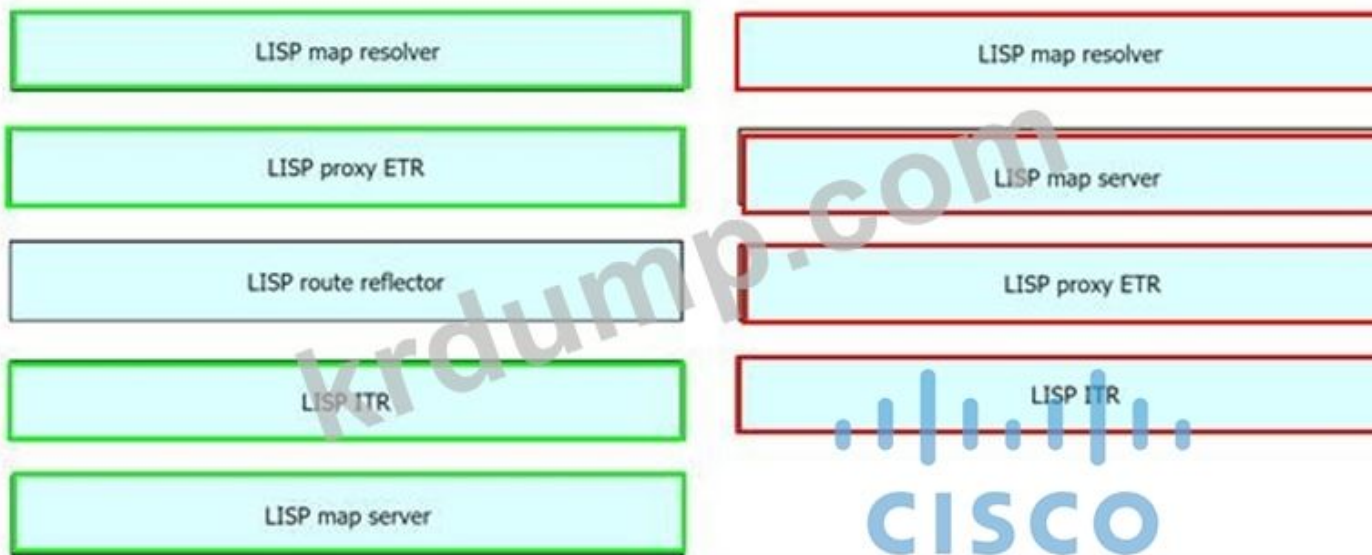 LISP map resolver
LISP proxy ETR
LISP route reflector
LISP ITR
LISP map server
LISP map resolver
LISP map server
LISP proxy ETR
LISP ITR
krdump.com
CISCO